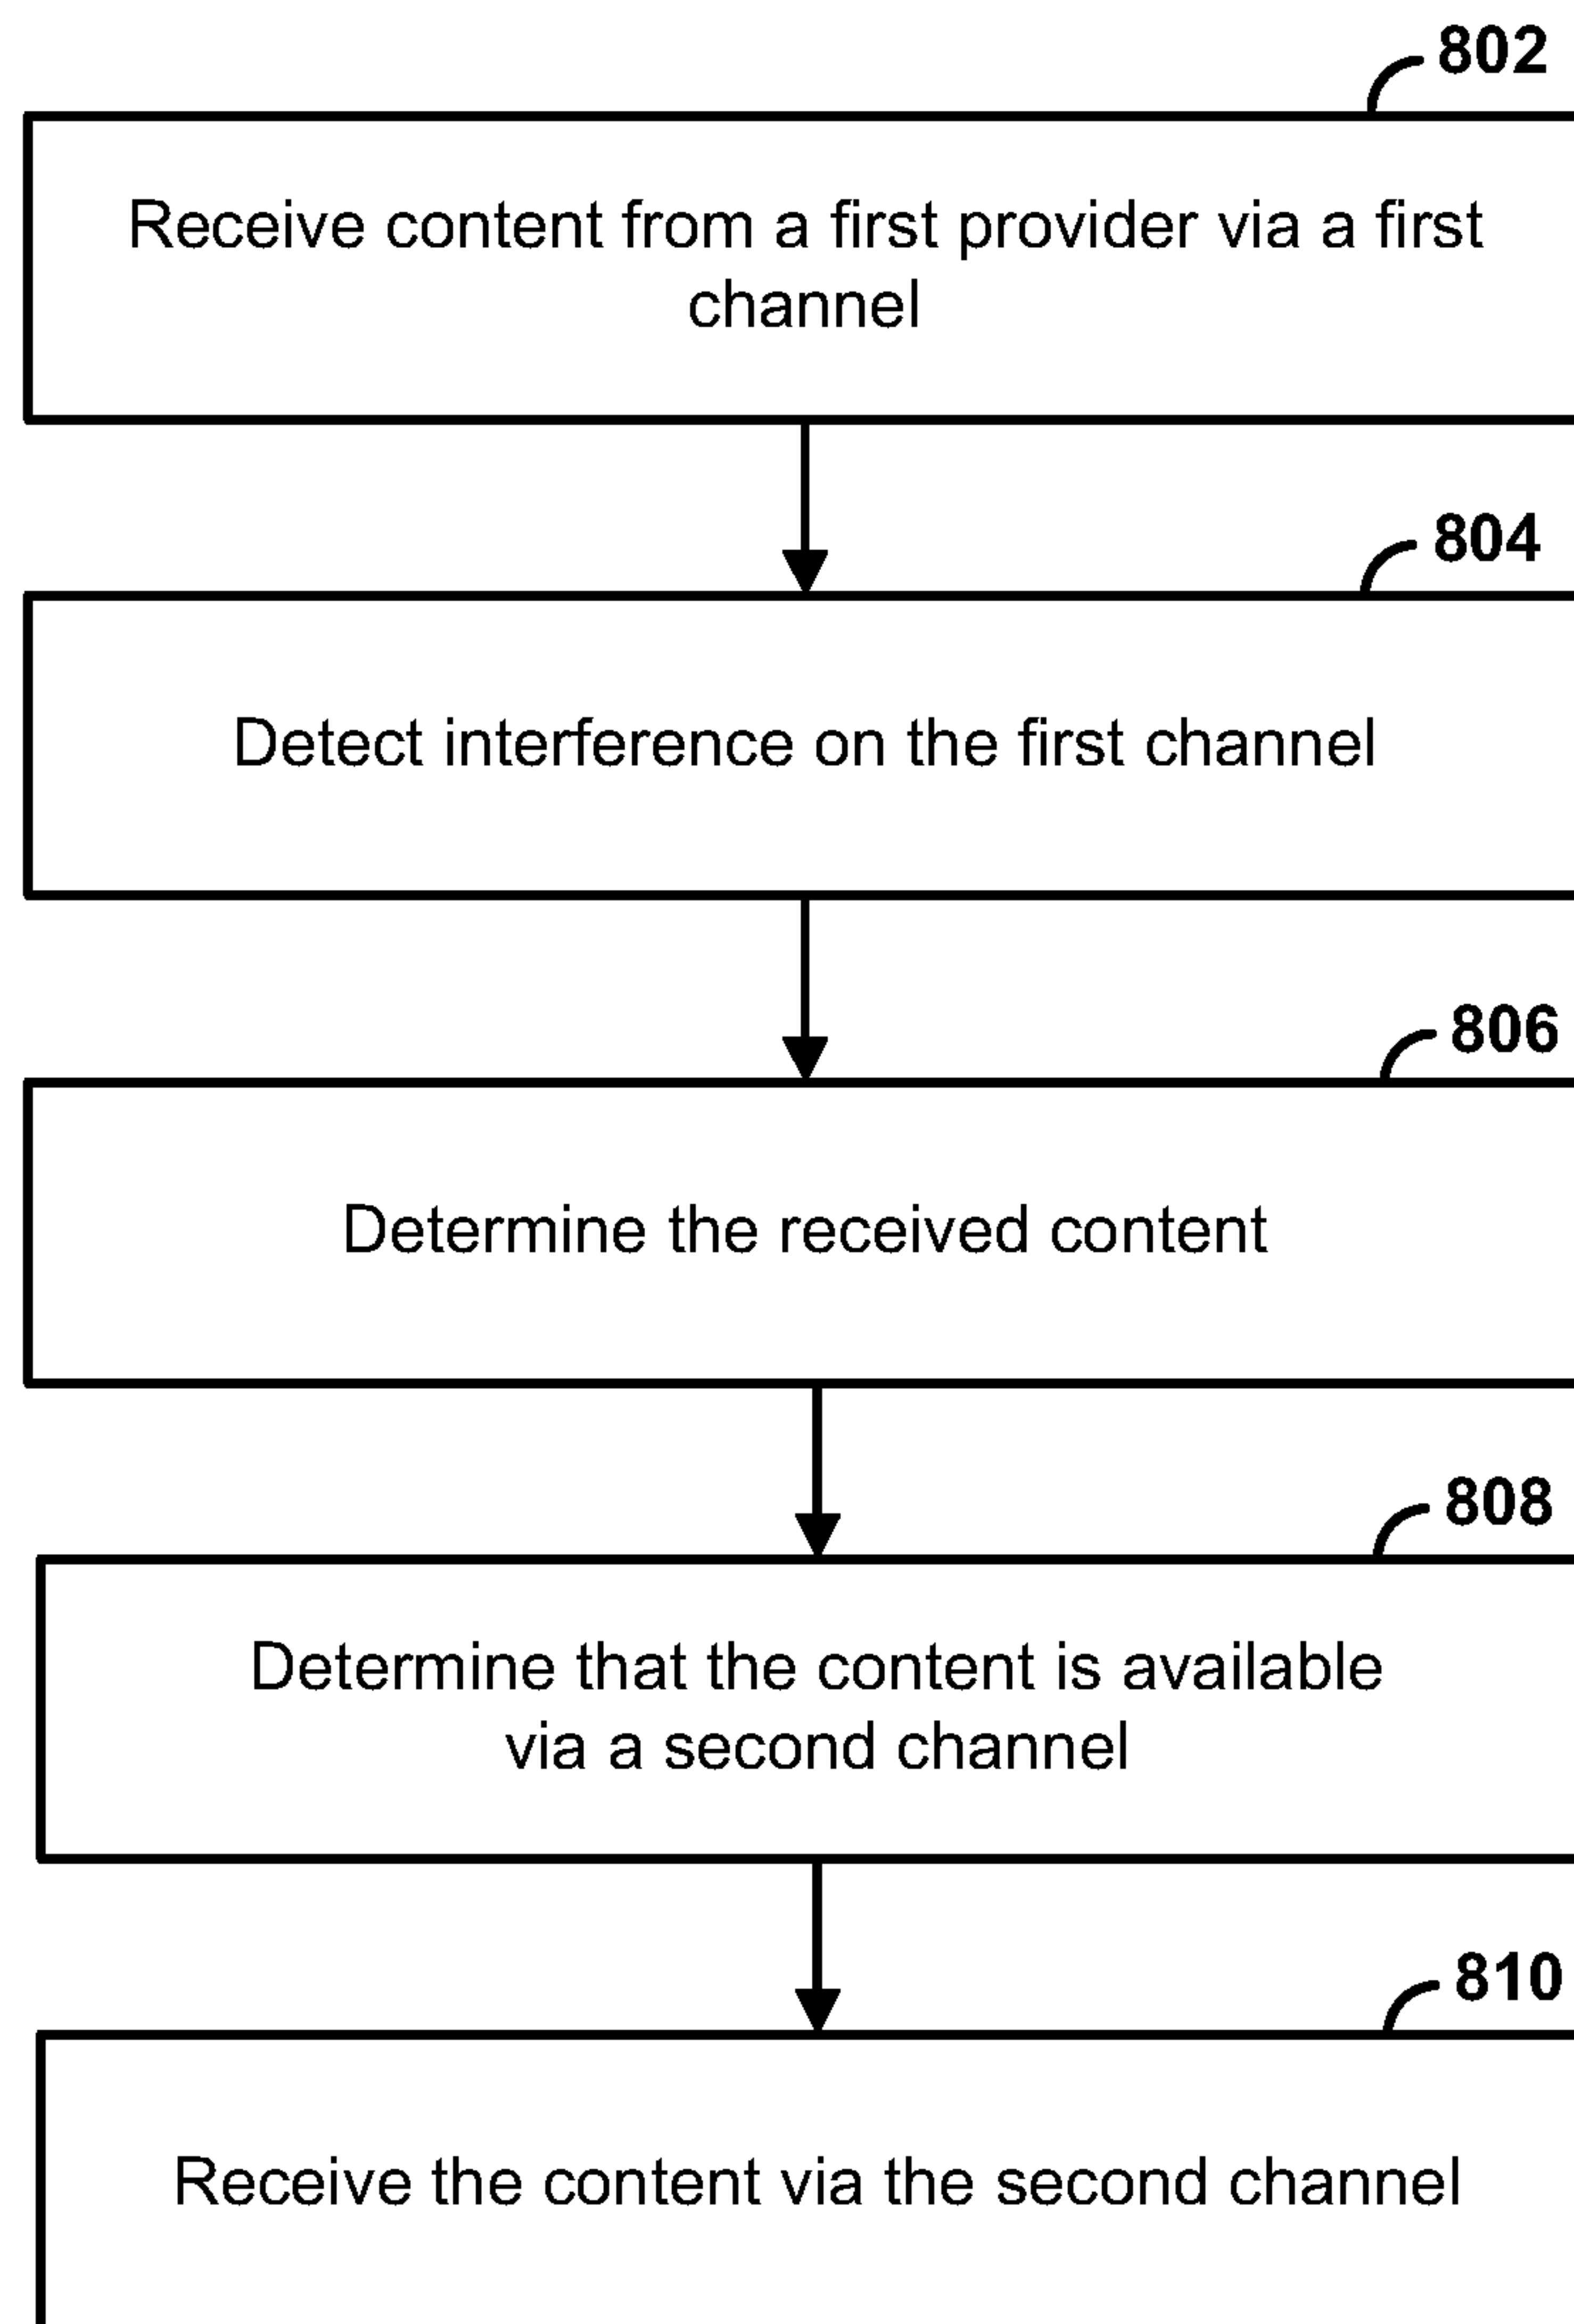 802
Receive content from a first provider via a first
channel
804
Detect interference on the first channel
806
Determine the received content
808
Determine that the content is available
via a second channel
810
Receive the content via the second channel